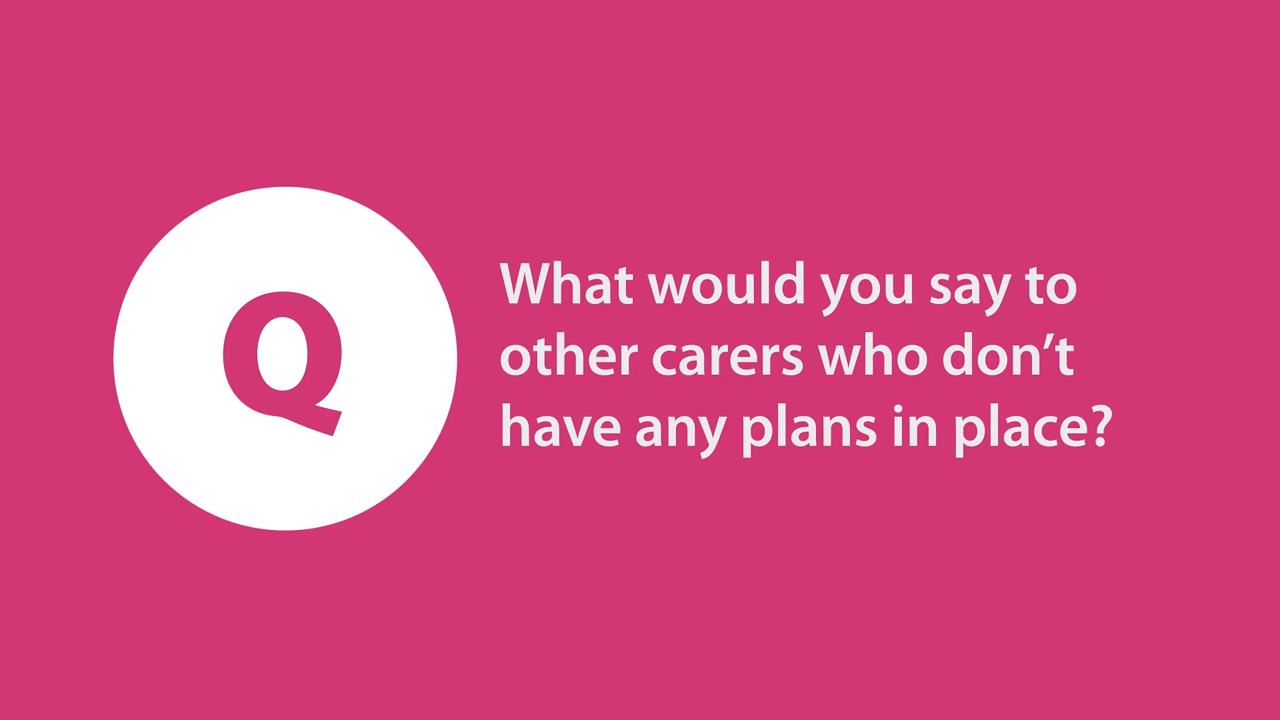 Q
What would you say to
other carers who don’t
have any plans in place?